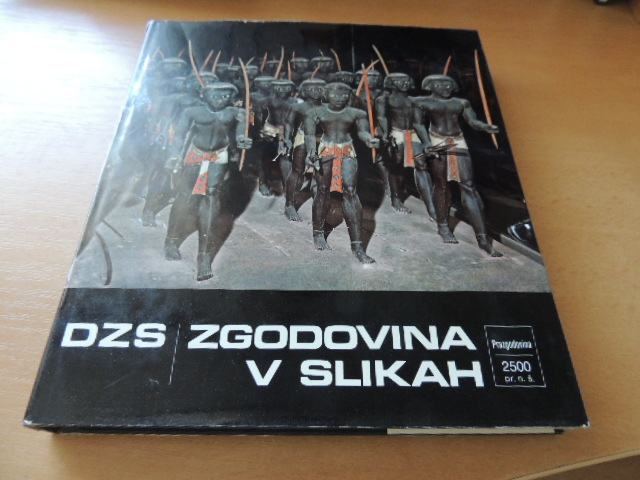 DZS ZGODOVINA
V SLIKAH
Prazgodovina
2500
pr. n. š.